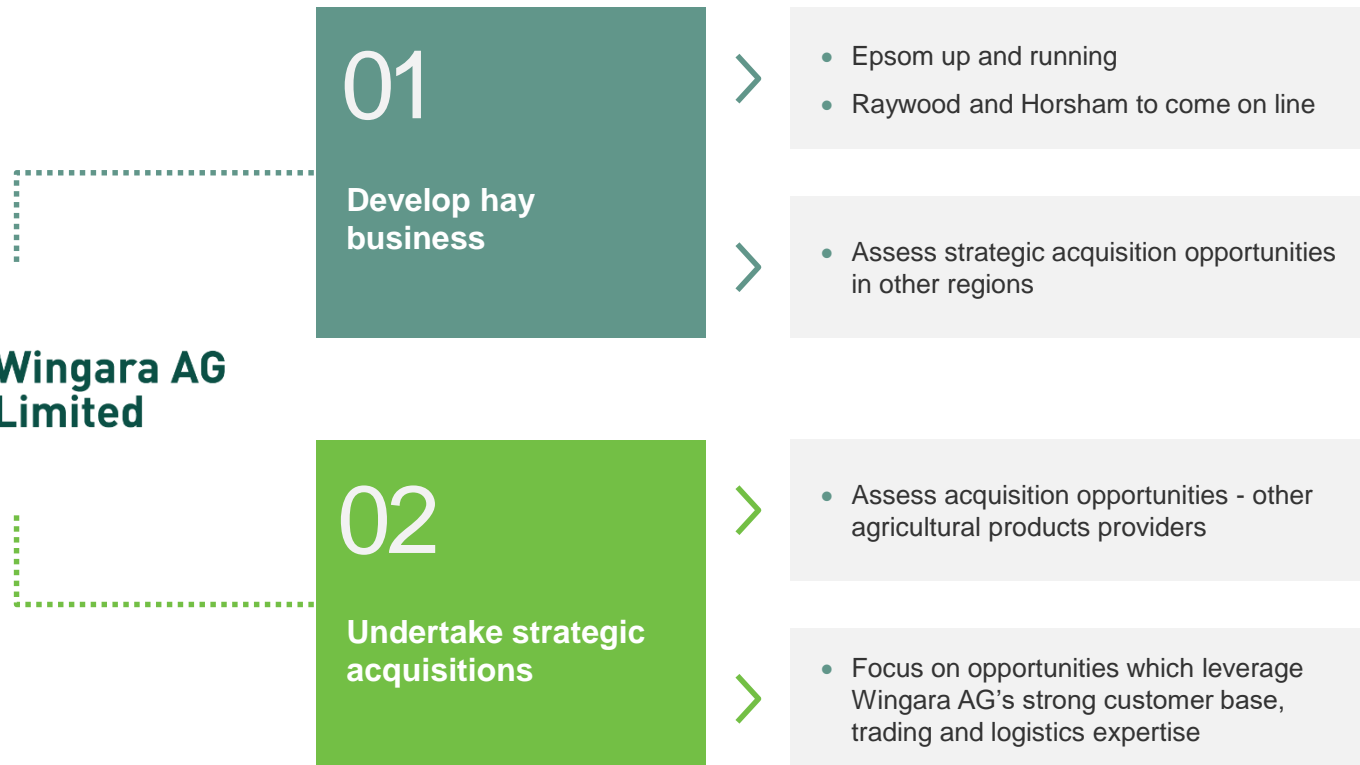 01
Develop hay
business
• Epsom up and running
• Raywood and Horsham to come on line
• Assess strategic acquisition opportunities
in other regions
Wingara AG
Limited
02
Undertake strategic
acquisitions
• Assess acquisition opportunities - other
agricultural products providers
• Focus on opportunities which leverage
Wingara AG’s strong customer base,
trading and logistics expertise